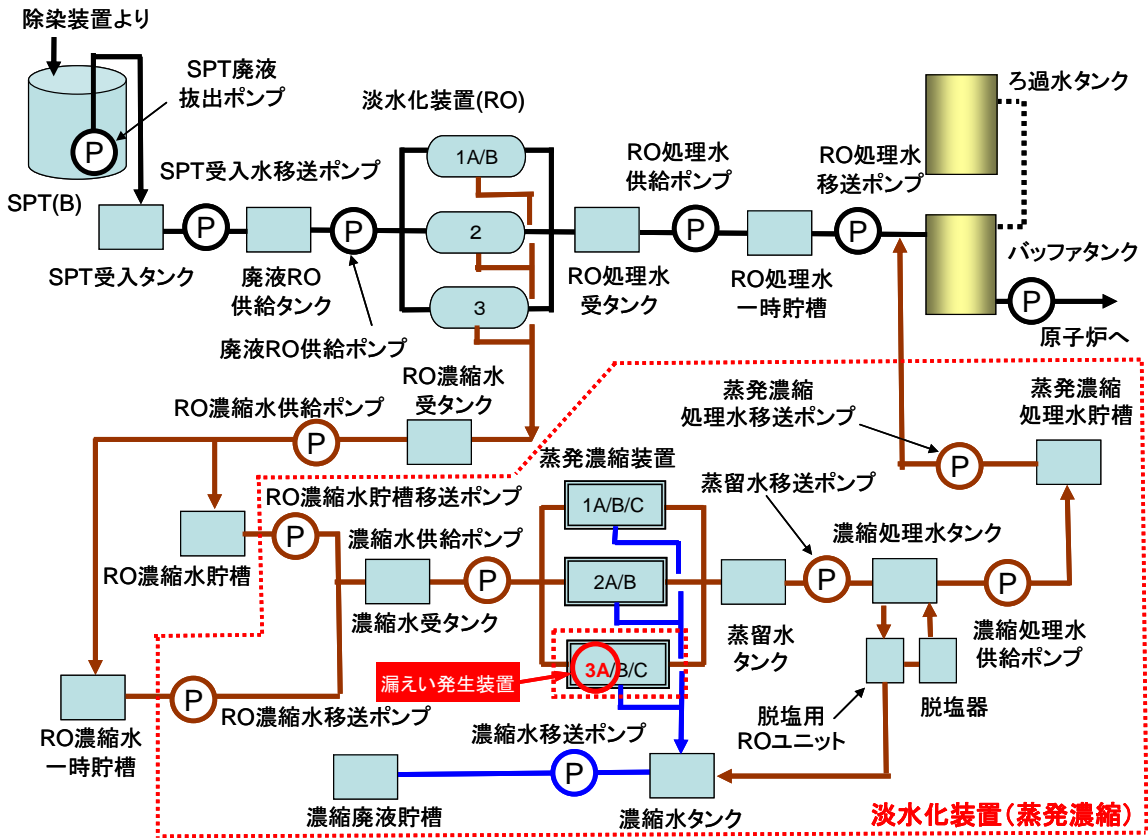 除染装置より
SPT廃液
抜出ポンプ
P
SPT(B)
淡水化装置(RO)
1A/B
2
3
SPT受入水移送ポンプ
P
SPT受入タンク
廃液RO
供給タンク
P
廃液RO供給ポンプ
RO処理水
供給ポンプ
P
RO処理水
受タンク
RO処理水
移送ポンプ
P
RO処理水
一時貯槽
ろ過水タンク
バッファタンク
P
原子炉へ
RO濃縮水
受タンク
RO濃縮水供給ポンプ
P
RO濃縮水貯槽
RO濃縮水貯槽移送ポンプ
P
RO濃縮水
一時貯槽
P
RO濃縮水移送ポンプ
濃縮水供給ポンプ
P
濃縮水受タンク
蒸発濃縮装置
1A/B/C
2A/B
3A/B/C
漏えい発生装置
蒸留水移送ポンプ
P
蒸留水
タンク
蒸発濃縮
処理水移送ポンプ
P
蒸発濃縮
処理水貯槽
濃縮処理水タンク
P
濃縮処理水
供給ポンプ
脱塩用
ROユニット
脱塩器
濃縮水移送ポンプ
P
濃縮廃液貯槽
濃縮水タンク
淡水化装置(蒸発濃縮)